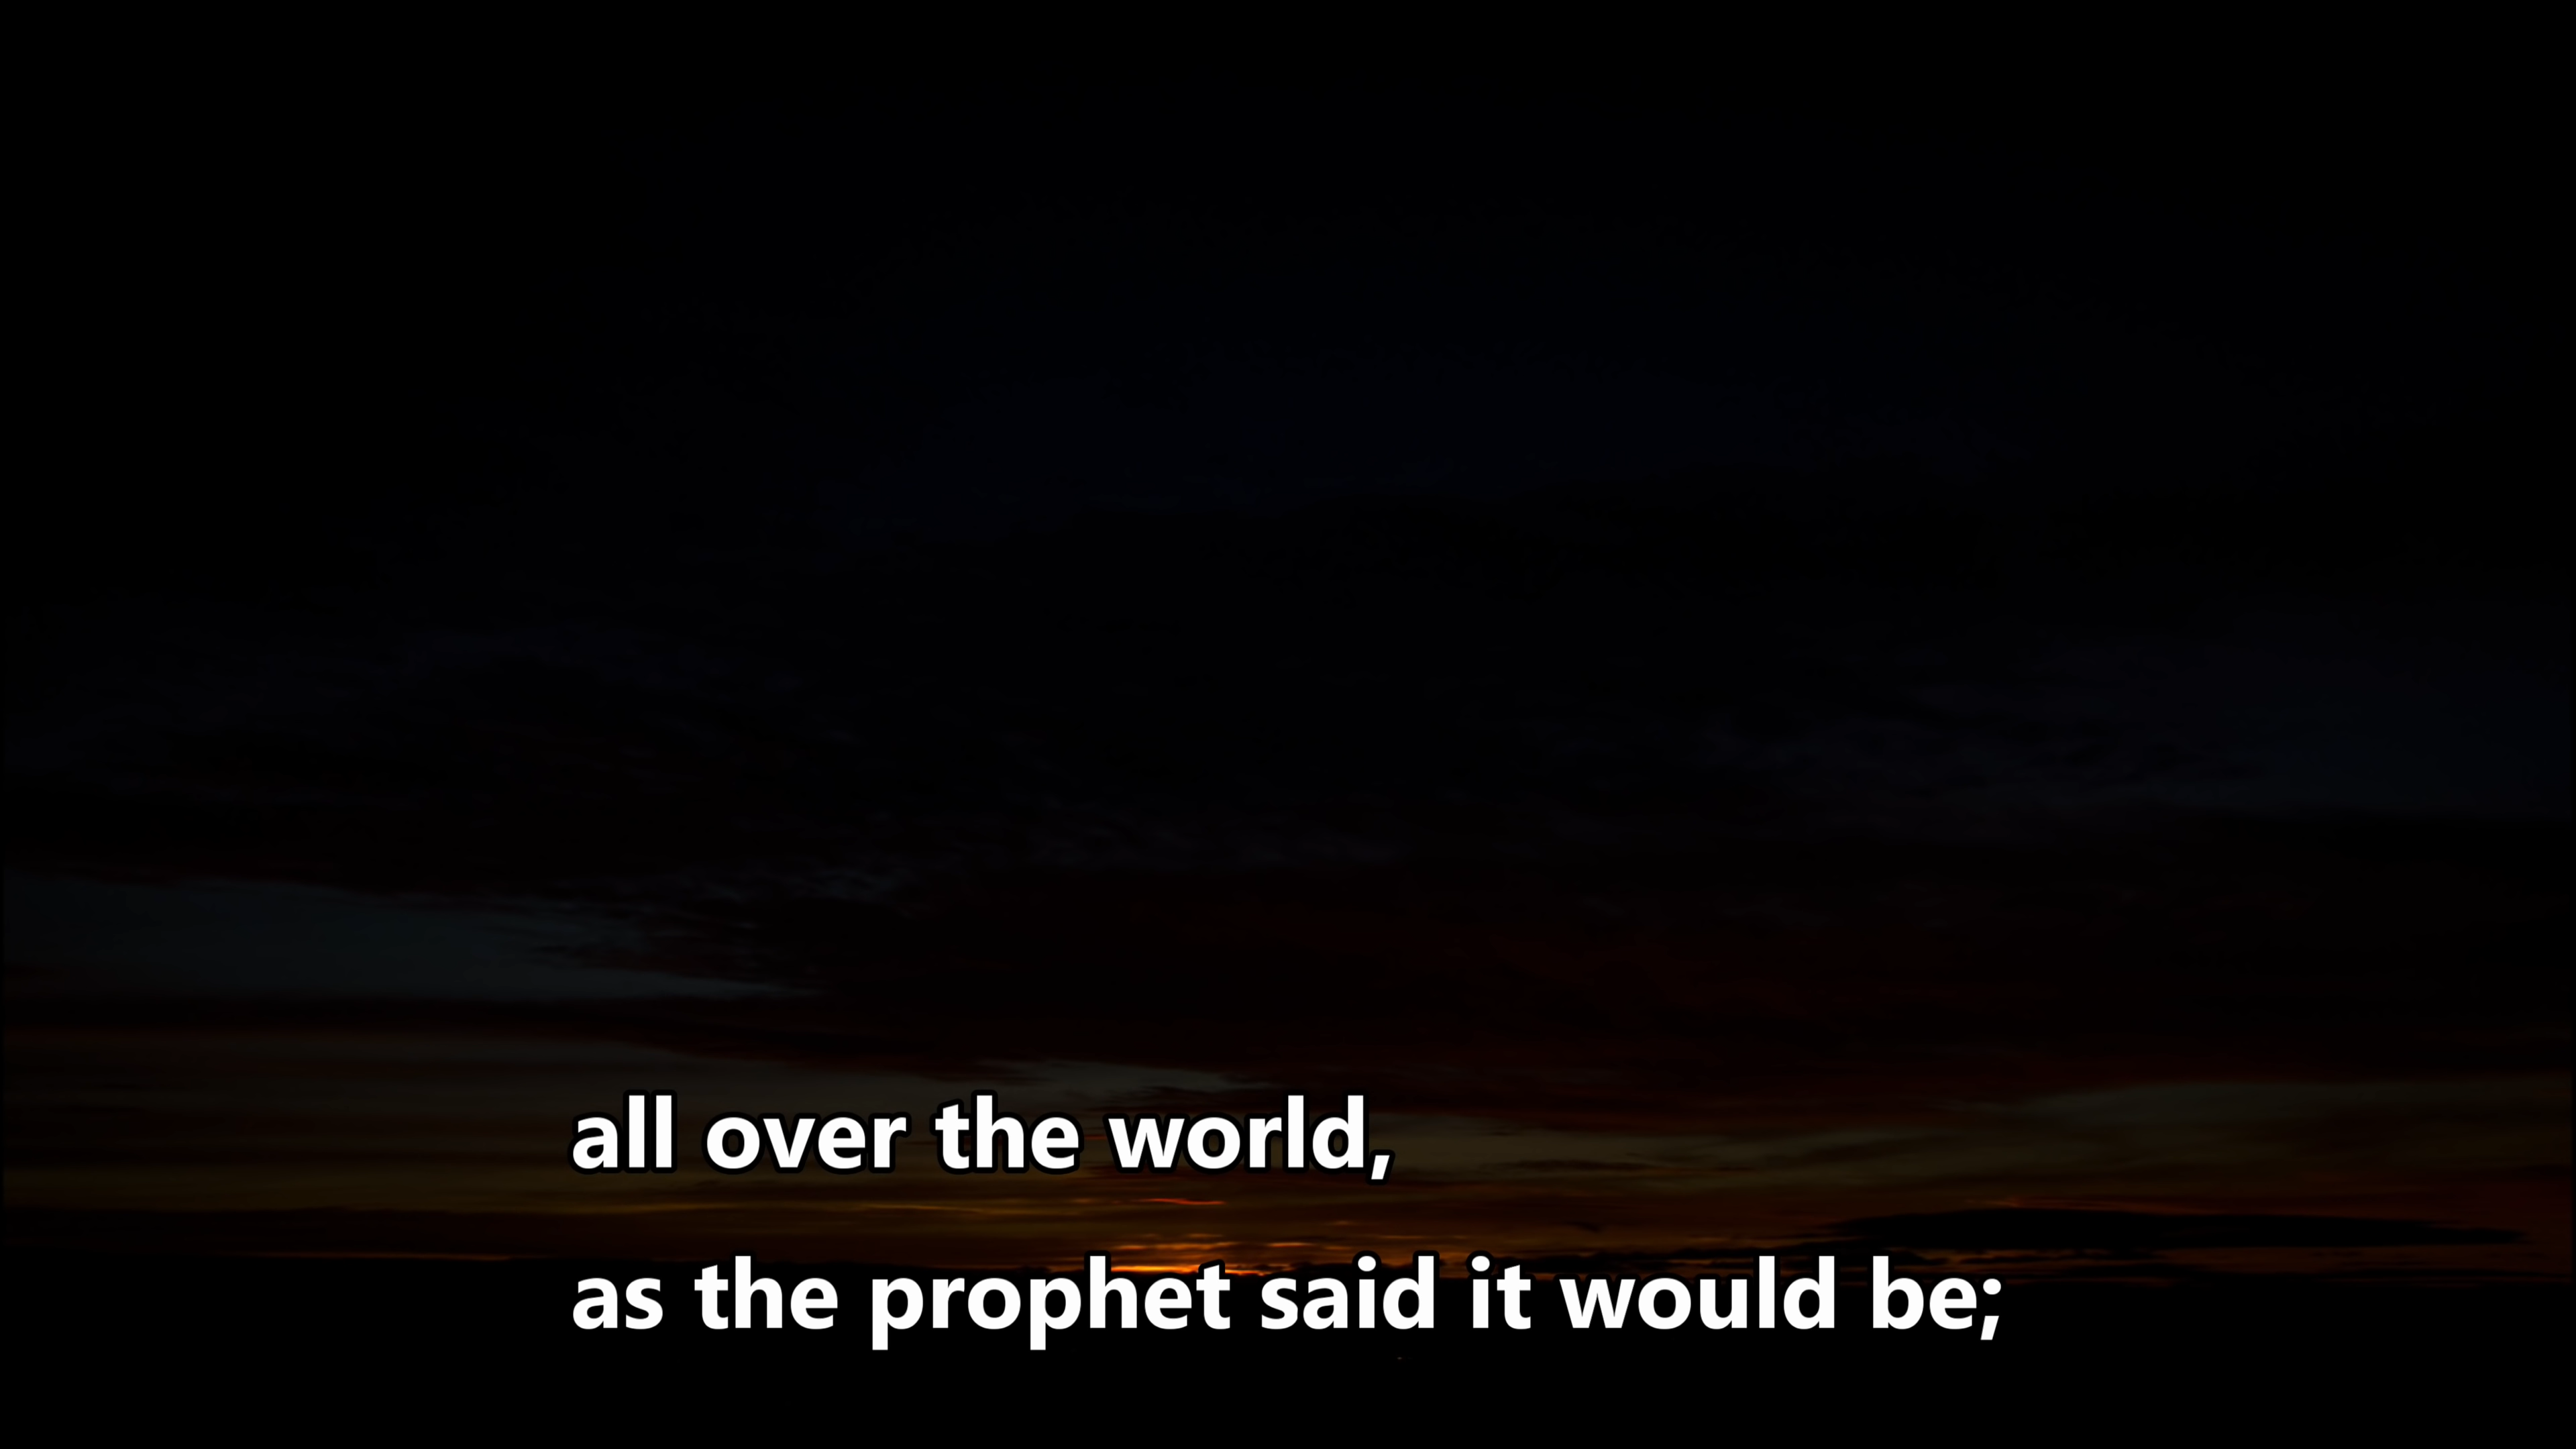 all over the world,
as the prophet said it would be;